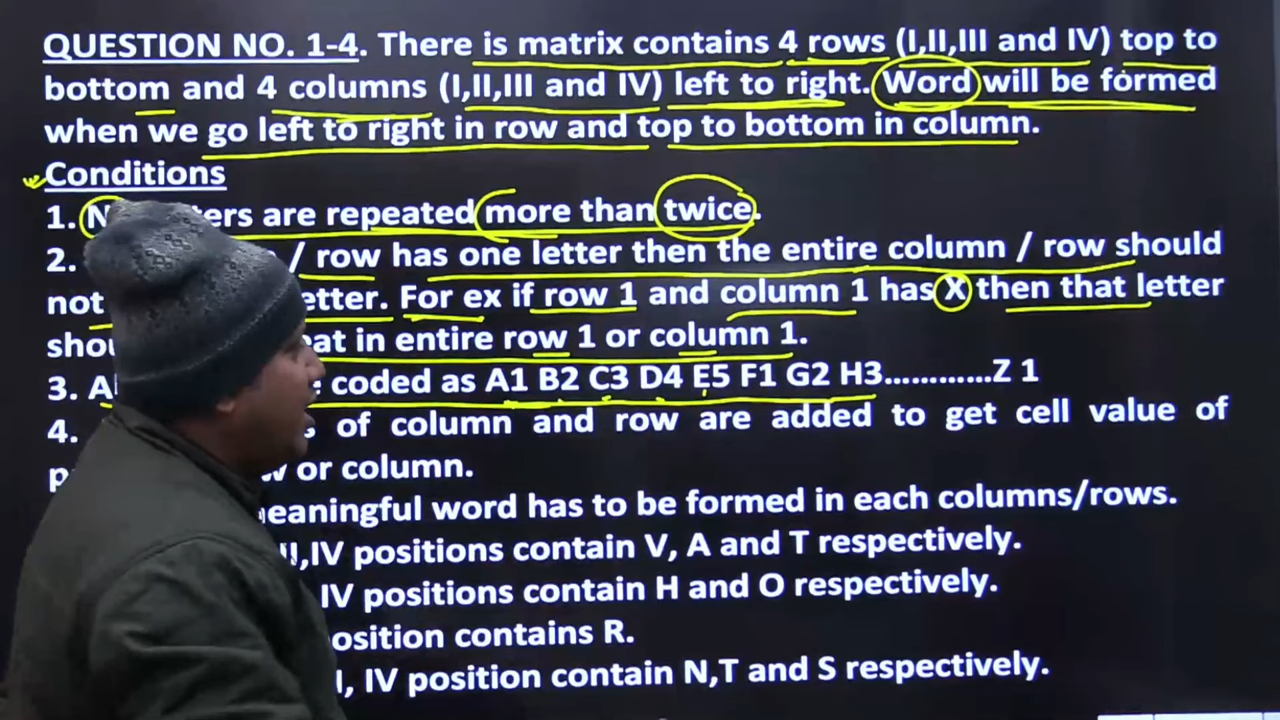 QUESTION NO. 1-4. There is matrix contains 4 rows (I,II,III and IV) top to
bottom and 4 columns (I,II,III and IV) left to right. Word will be formed
when we go left to right in row and top to bottom in column.
Conditions
1. are repeated more than twice.
2. / row has one letter then the entire column / row should
not letter. For ex if row 1 and column 1 has X then that letter
in entire row 1 or column 1.
3. coded as A1 B2 C3 D4 E5 F1 G2 H3…………Z 1
4. of column and row are added to get cell value of
or column.
meaningful word has to be formed in each columns/rows.
IV positions contain V, A and T respectively.
IV positions contain H and O respectively.
position contains R.
IV position contain N,T and S respectively.